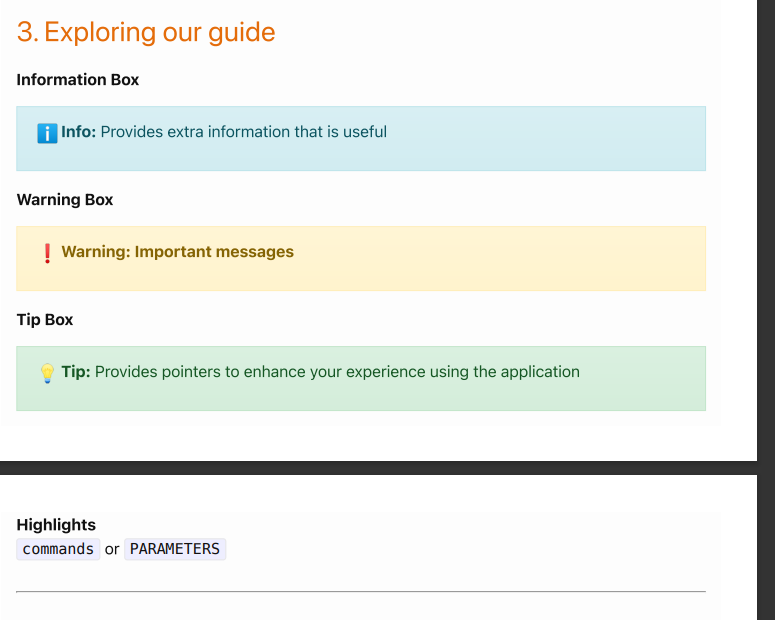 3. Exploring our guide
Information Box
ℹ️ Info: Provides extra information that is useful
Warning Box
❗ Warning: Important messages
Tip Box
💡 Tip: Provides pointers to enhance your experience using the application
Highlights
commands or PARAMETERS